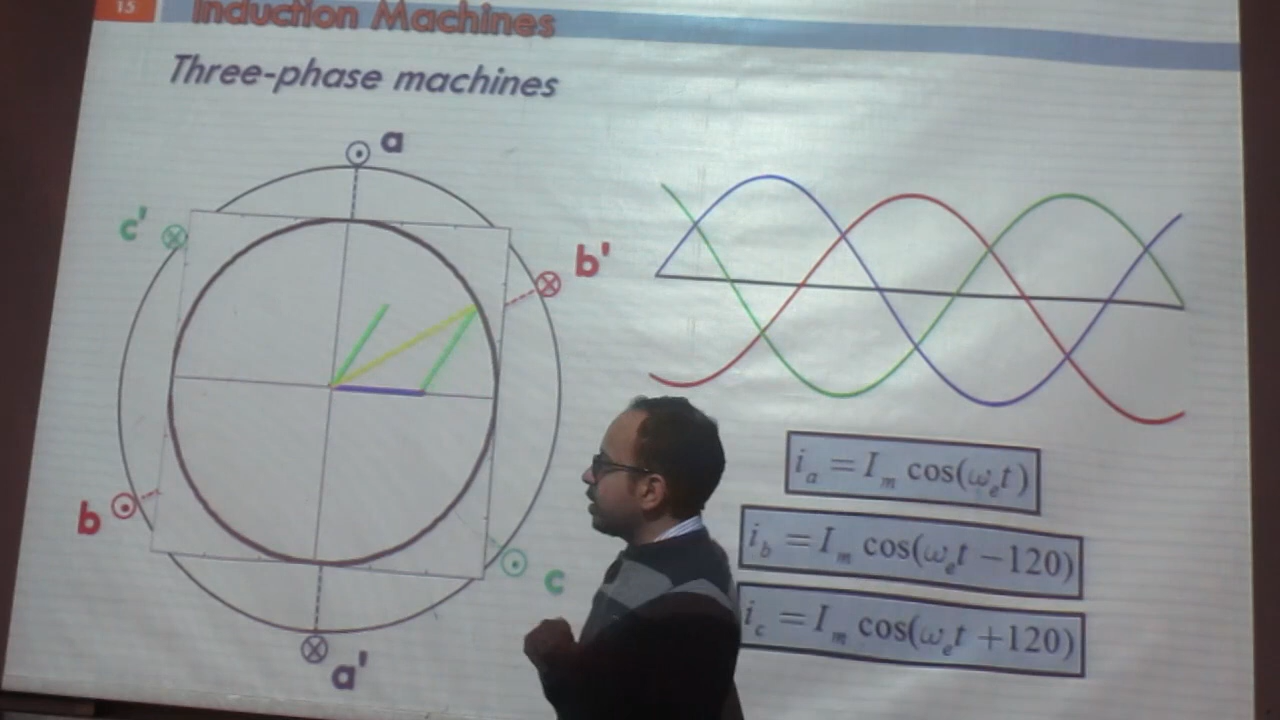 15
Induction Machines
Three-phase machines
a
c'
b'
b
c
a'
i_a = I_m cos(ω_e t)
i_b = I_m cos(ω_e t − 120)
i_c = I_m cos(ω_e t + 120)